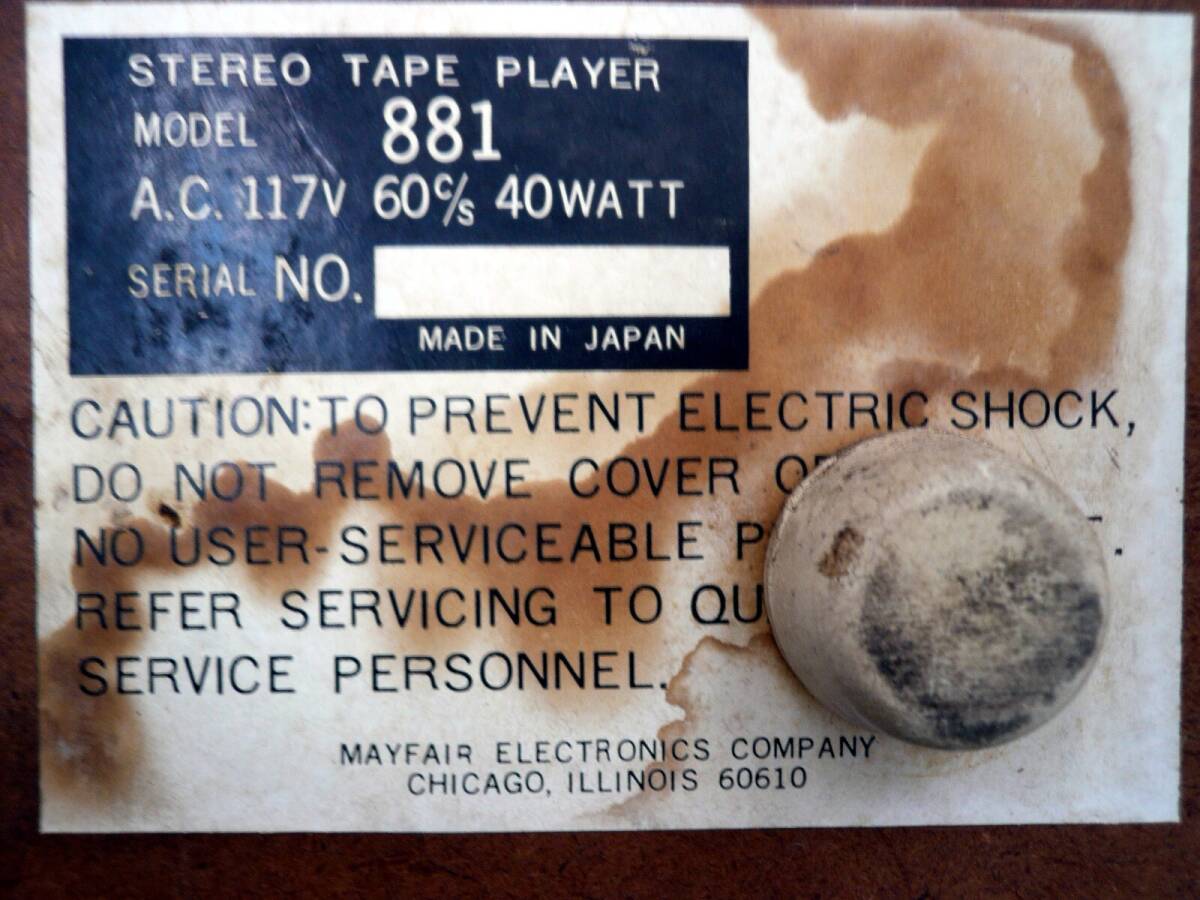 STEREO TAPE PLAYER
MODEL 881
A.C. 117V 60c/s 40WATT
SERIAL NO.
MADE IN JAPAN
CAUTION: TO PREVENT ELECTRIC SHOCK,
DO NOT REMOVE COVER
NO USER-SERVICEABLE
REFER SERVICING TO
SERVICE PERSONNEL.
MAYFAIR ELECTRONICS COMPANY
CHICAGO, ILLINOIS 60610